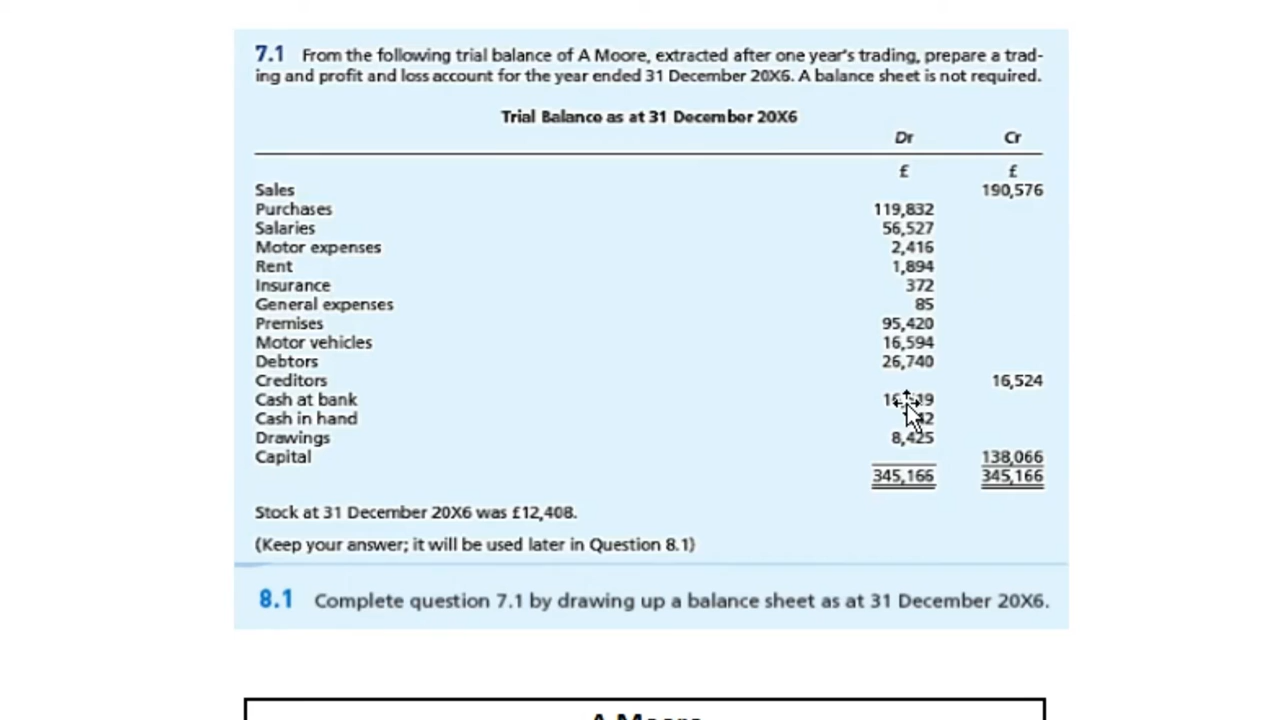 7.1 From the following trial balance of A Moore, extracted after one year's trading, prepare a trad-
ing and profit and loss account for the year ended 31 December 20X6. A balance sheet is not required.
Trial Balance as at 31 December 20X6
Dr Cr
£ £
Sales 190,576
Purchases 119,832
Salaries 56,527
Motor expenses 2,416
Rent 1,894
Insurance 372
General expenses 85
Premises 95,420
Motor vehicles 16,594
Debtors 26,740
Creditors 16,524
Cash at bank
Cash in hand
Drawings 8,425
Capital 138,066
345,166 345,166
Stock at 31 December 20X6 was £12,408.
(Keep your answer; it will be used later in Question 8.1)
8.1 Complete question 7.1 by drawing up a balance sheet as at 31 December 20X6.